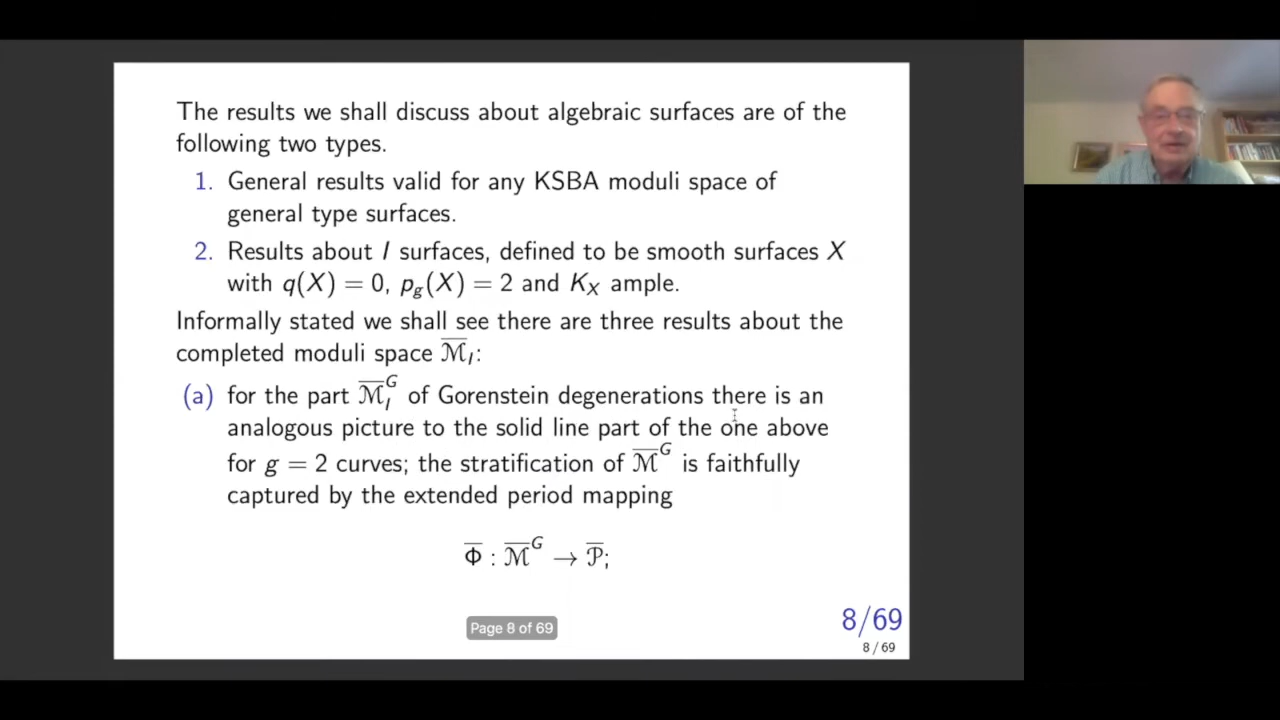 The results we shall discuss about algebraic surfaces are of the
following two types.
1. General results valid for any KSBA moduli space of
general type surfaces.
2. Results about I surfaces, defined to be smooth surfaces X
with q(X) = 0, p_g(X) = 2 and K_X ample.
Informally stated we shall see there are three results about the
completed moduli space \overline{ℳ}_I:
(a) for the part \overline{ℳ}_I^G of Gorenstein degenerations there is an
analogous picture to the solid line part of the one above
for g = 2 curves; the stratification of \overline{ℳ}^G is faithfully
captured by the extended period mapping
\overline{Φ} : \overline{ℳ}^G → \overline{𝒫};
Page 8 of 69
8/69
8 / 69